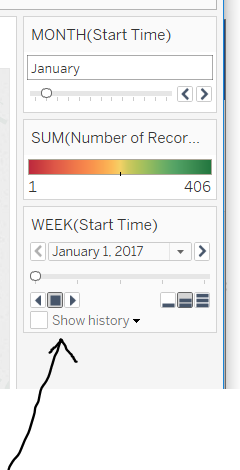 MONTH(Start Time)
January
SUM(Number of Recor...
1 406
WEEK(Start Time)
January 1, 2017
Show history